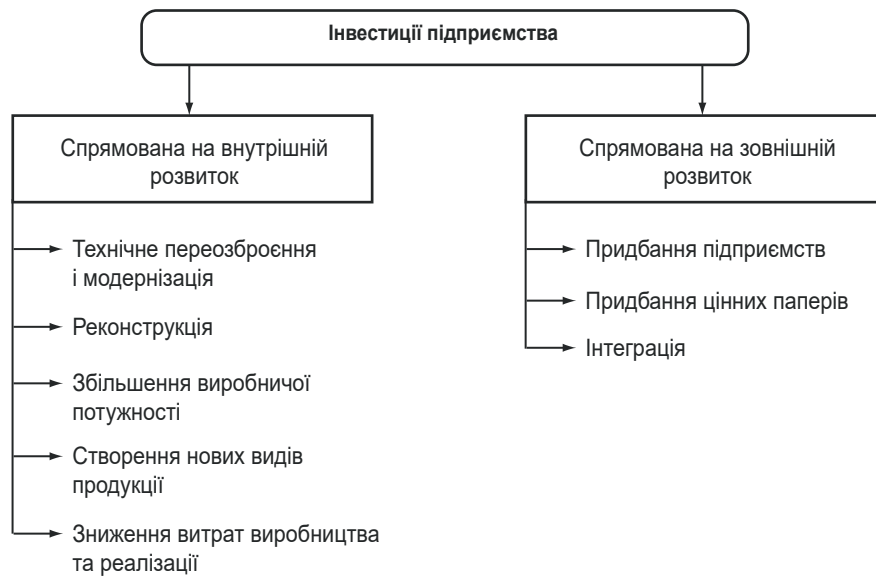 Інвестиції підприємства
Спрямована на внутрішній
розвиток
Технічне переозброєння
і модернізація
Реконструкція
Збільшення виробничої
потужності
Створення нових видів
продукції
Зниження витрат виробництва
та реалізації
Спрямована на зовнішній
розвиток
Придбання підприємств
Придбання цінних паперів
Інтеграція